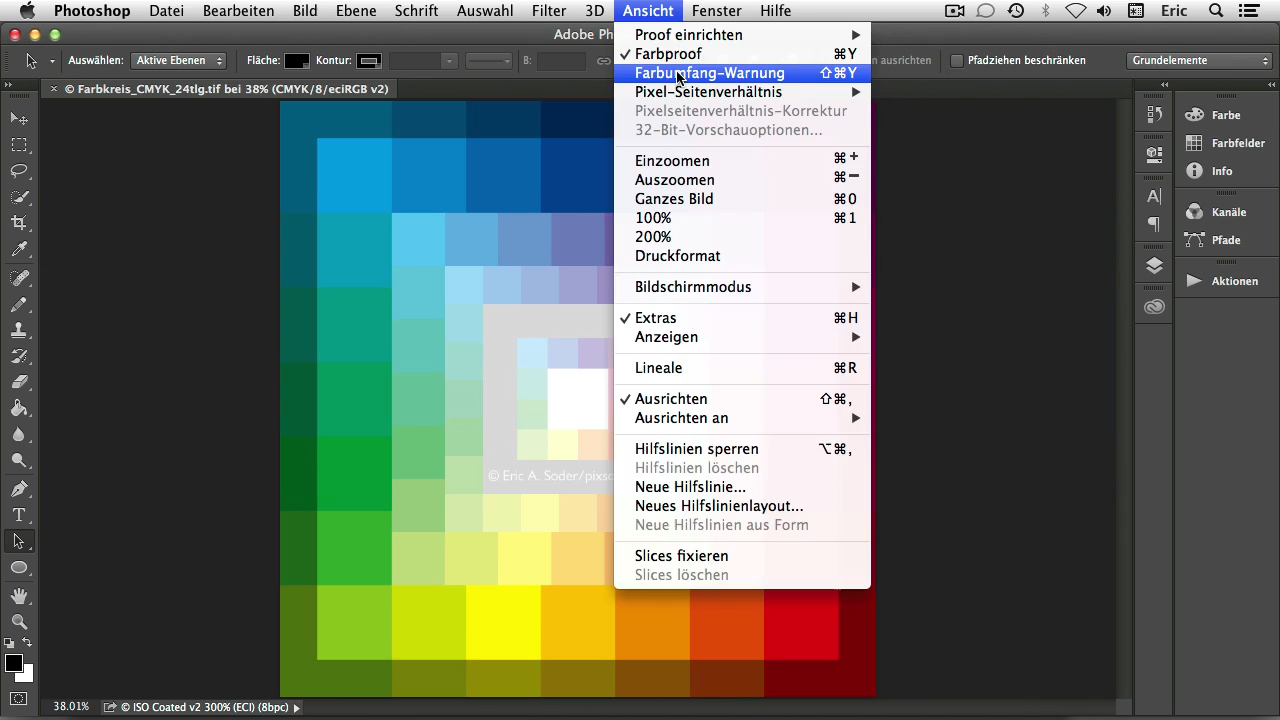 Photoshop Datei Bearbeiten Bild Ebene Schrift Auswahl Filter 3D Ansicht Fenster Hilfe Eric
Adobe Ph
Auswählen: Aktive Ebenen Fläche: Kontur: B: ausrichten Pfadziehen beschränken Grundelemente
× © Farbkreis_CMYK_24tlg.tif bei 38% (CMYK/8/eciRGB v2)
Proof einrichten
✓ Farbproof ⌘Y
Farbumfang-Warnung ⇧⌘Y
Pixel-Seitenverhältnis
Pixelseitenverhältnis-Korrektur
32-Bit-Vorschauoptionen...
Einzoomen ⌘+
Auszoomen ⌘−
Ganzes Bild ⌘0
100% ⌘1
200%
Druckformat
Bildschirmmodus
✓ Extras ⌘H
Anzeigen
Lineale ⌘R
✓ Ausrichten ⇧⌘,
Ausrichten an
Hilfslinien sperren ⌥⌘,
Hilfslinien löschen
Neue Hilfslinie...
Neues Hilfslinienlayout...
Neue Hilfslinien aus Form
Slices fixieren
Slices löschen
© Eric A. Soder/pixs
Farbe
Farbfelder
Info
Kanäle
Pfade
Aktionen
38.01% © ISO Coated v2 300% (ECI) (8bpc)